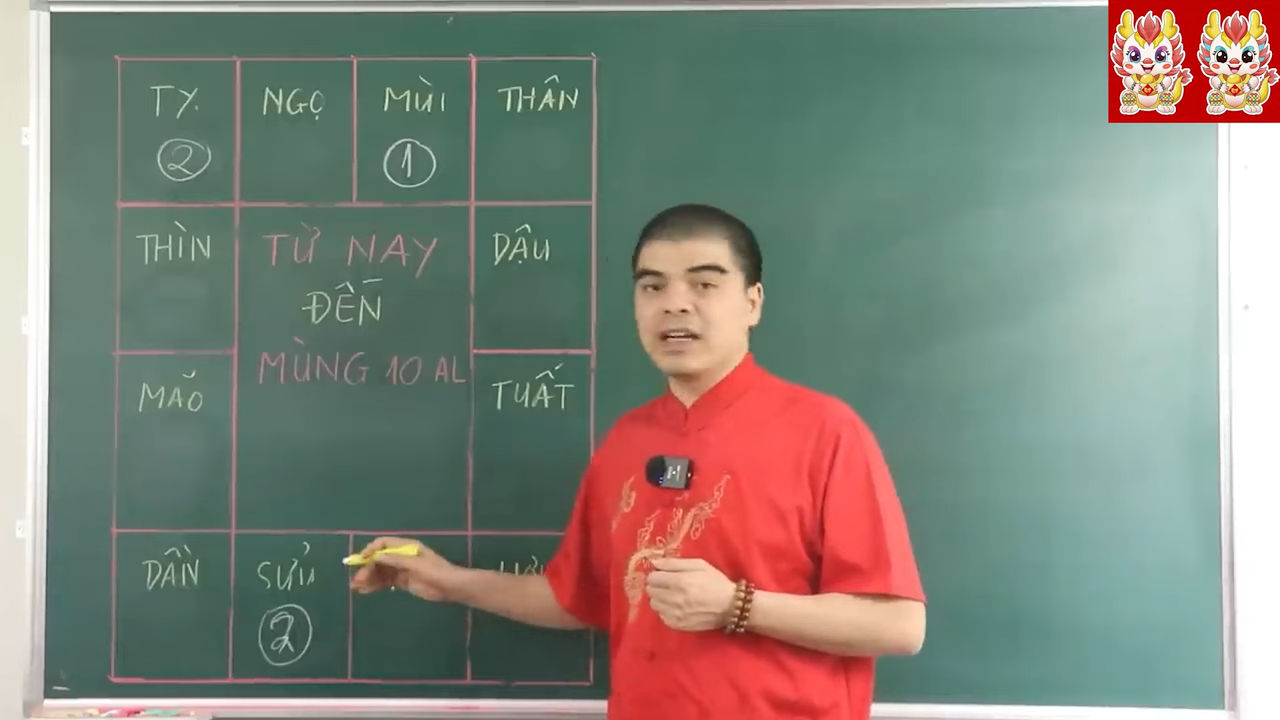 TỴ
NGỌ
MÙI
THÂN
②
①
THÌN
TỪ NAY
DẬU
ĐẾN
MÙNG 10 AL
MÃO
TUẤT
DẦN
SỬU
②